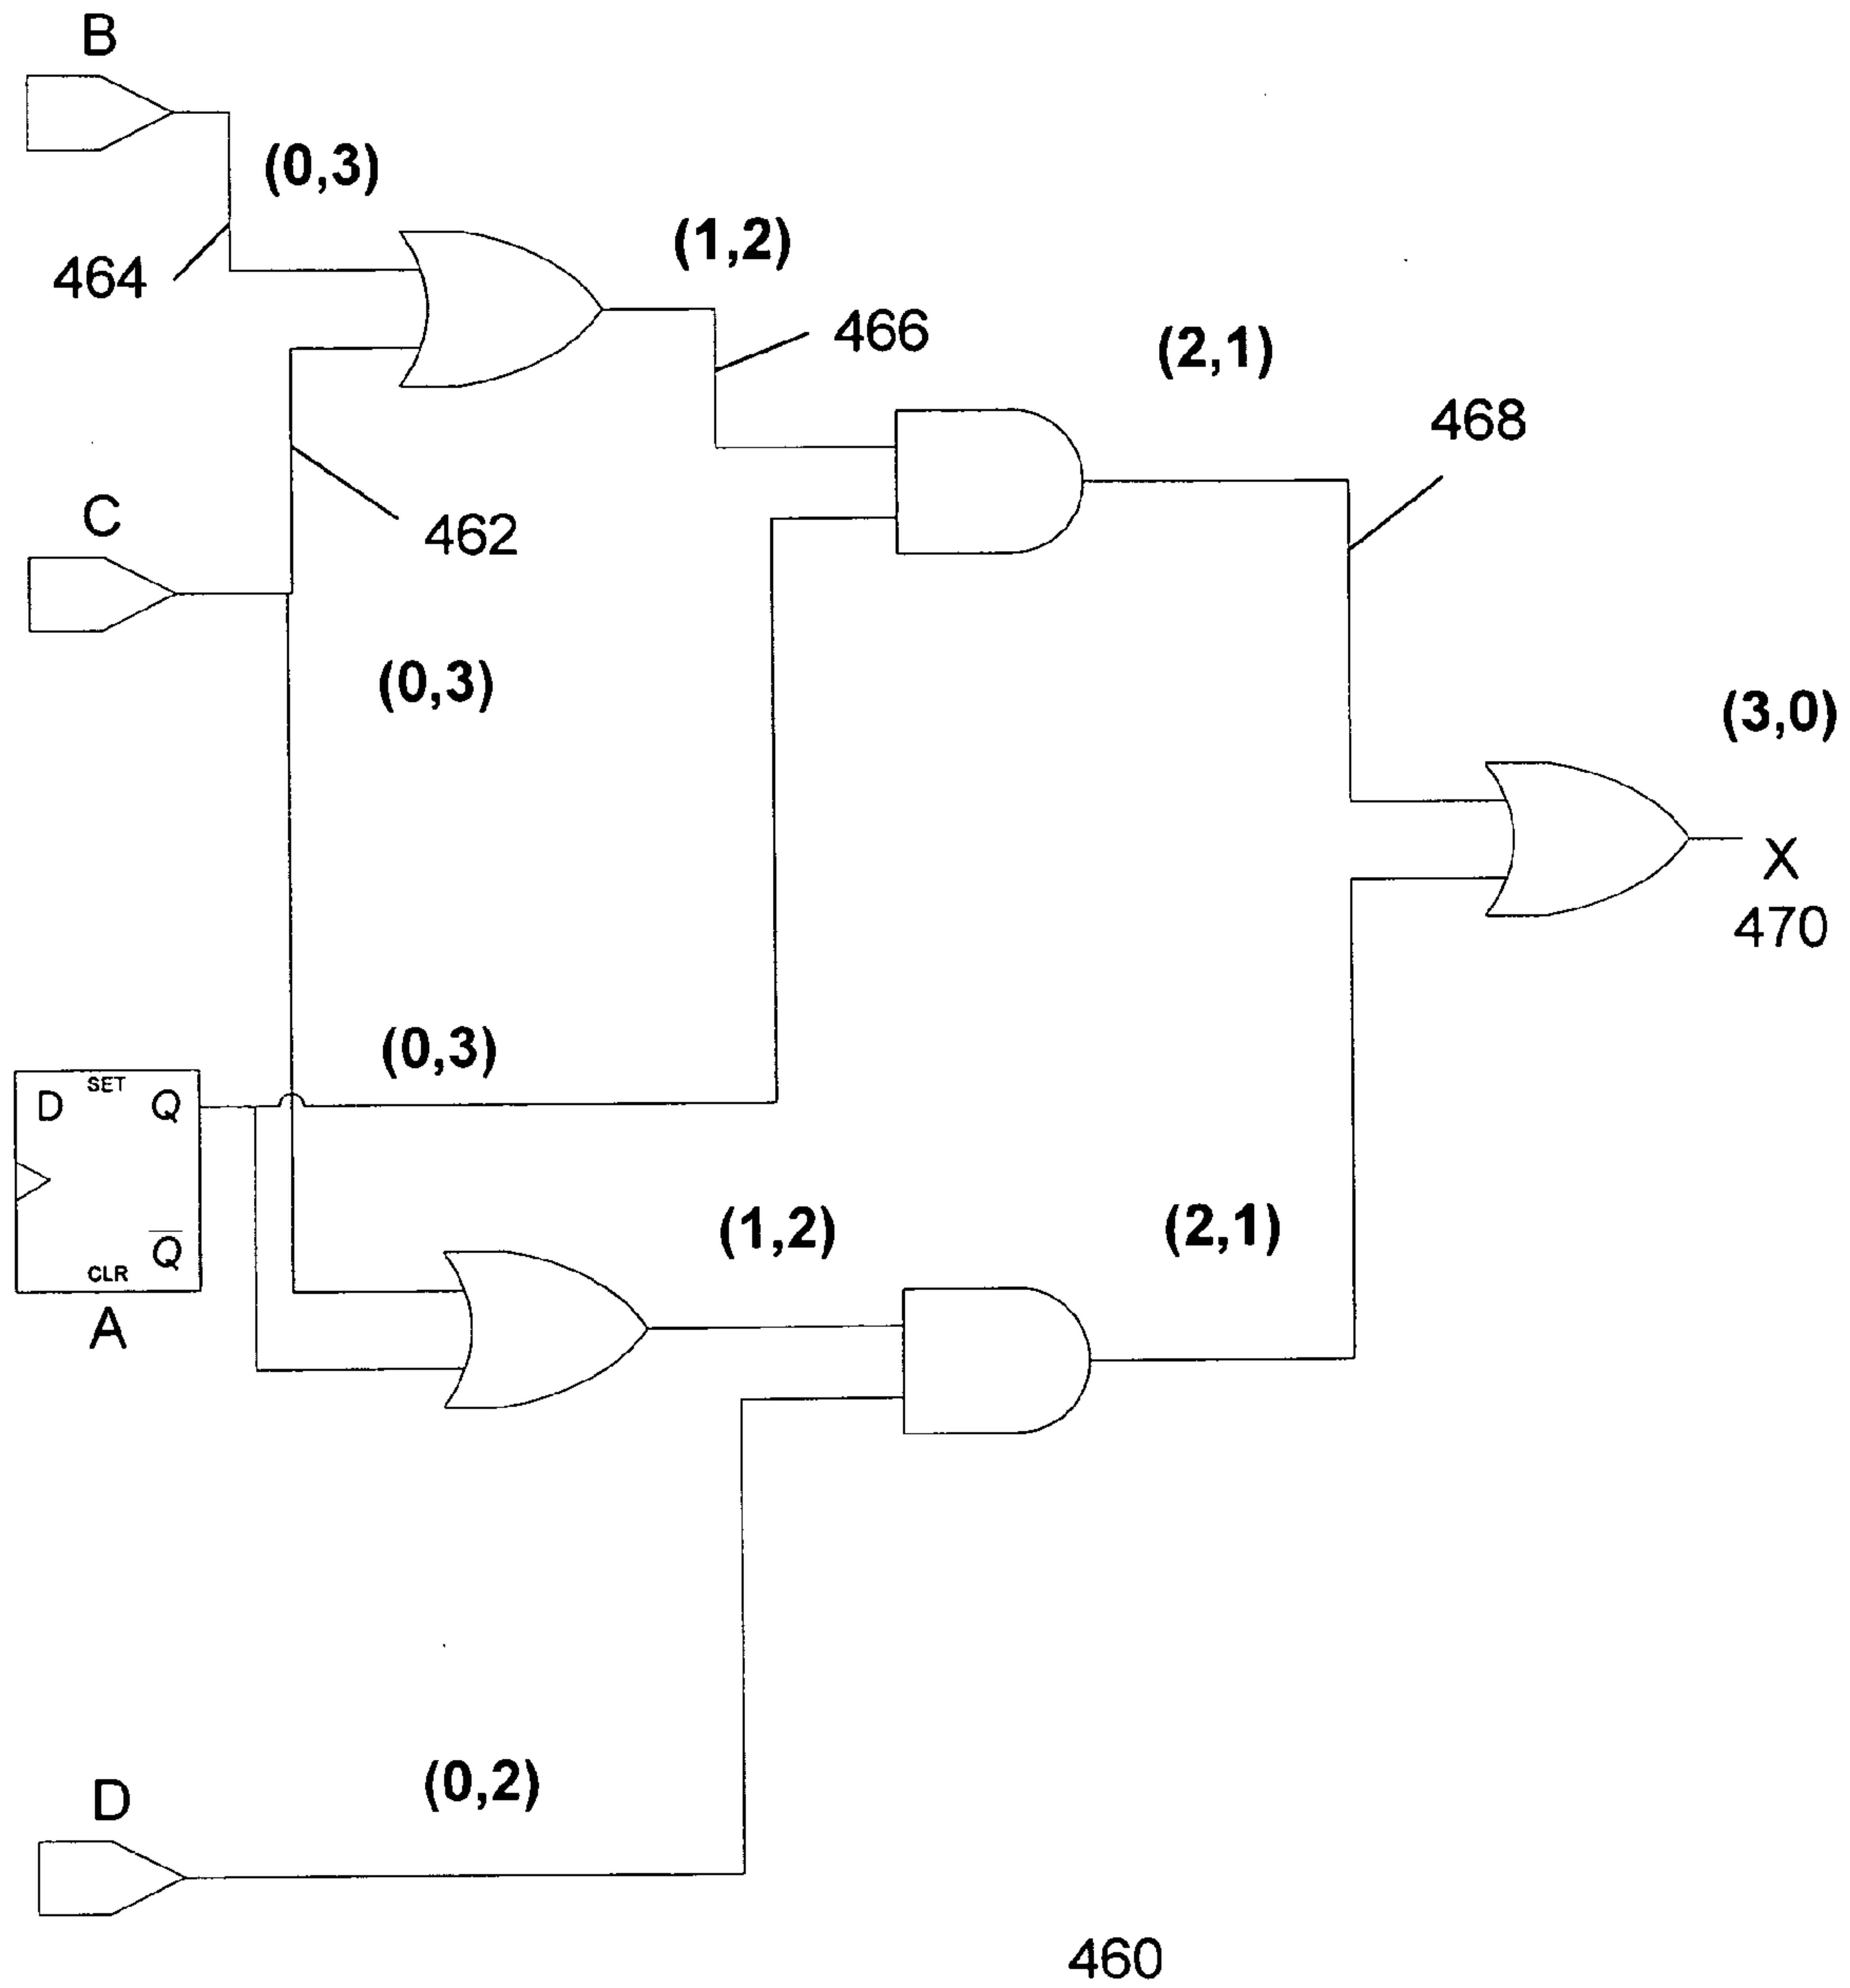 B
(0,3)
(1,2)
464
466
(2,1)
468
C
462
(0,3)
(3,0)
X
470
(0,3)
SET
D Q
Q̅
CLR
A
(1,2)
(2,1)
(0,2)
D
460